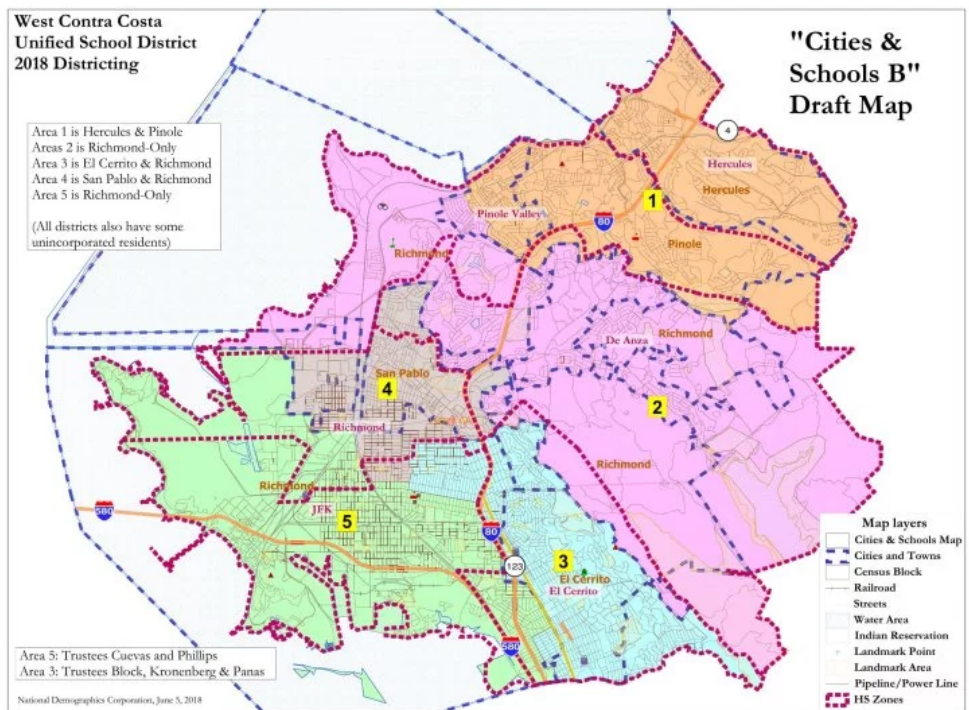 West Contra Costa
Unified School District
2018 Districting
"Cities &
Schools B"
Draft Map
Area 1 is Hercules & Pinole
Areas 2 is Richmond-Only
Area 3 is El Cerrito & Richmond
Area 4 is San Pablo & Richmond
Area 5 is Richmond-Only
(All districts also have some
unincorporated residents)
4
Hercules
Hercules
1
Pinole Valley
80
Pinole
Richmond
Richmond
De Anza
San Pablo
4
2
Richmond
Richmond
Richmond
580
JFK
5
80
123
3
El Cerrito
El Cerrito
580
Map layers
Cities & Schools Map
Cities and Towns
Census Block
Railroad
Streets
Water Area
Indian Reservation
Landmark Point
Landmark Area
Pipeline/Power Line
HS Zones
Area 5: Trustees Cuevas and Phillips
Area 3: Trustees Block, Kronenberg & Panas
National Demographics Corporation, June 5, 2018